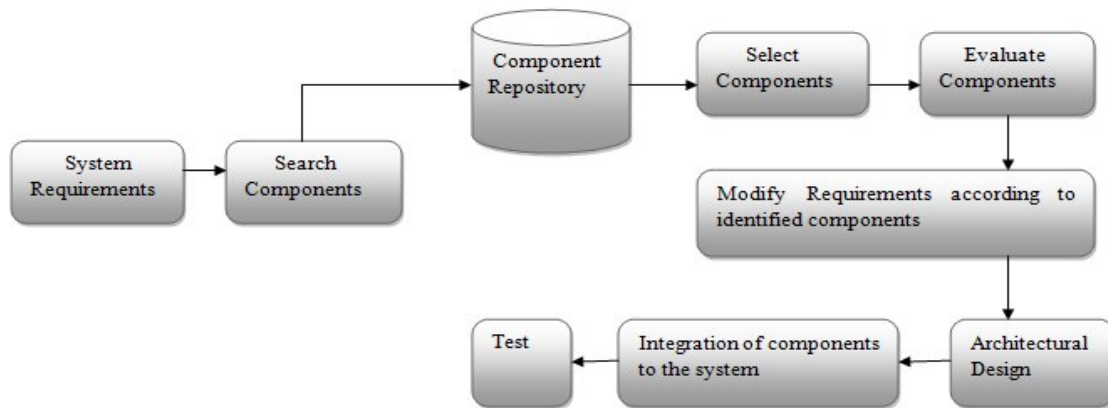 System
Requirements
Search
Components
Component
Repository
Select
Components
Evaluate
Components
Modify Requirements according to
identified components
Architectural
Design
Integration of components
to the system
Test